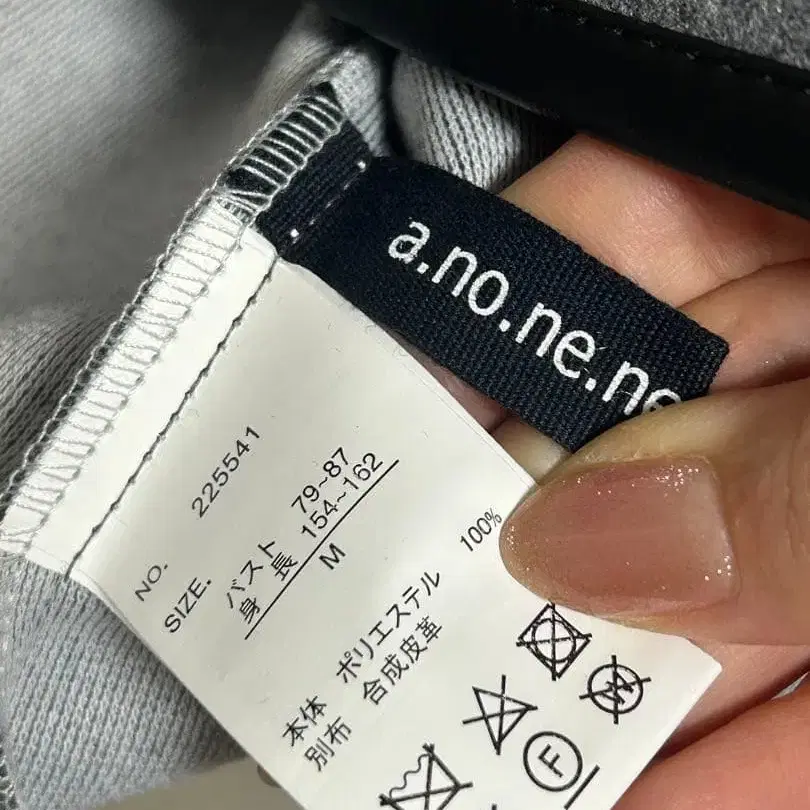 a.no.ne.ne
NO. 225541
SIZE. バスト 79~87
身長 154~162
M
本体 ポリエステル 100%
別布 合成皮革
W
F